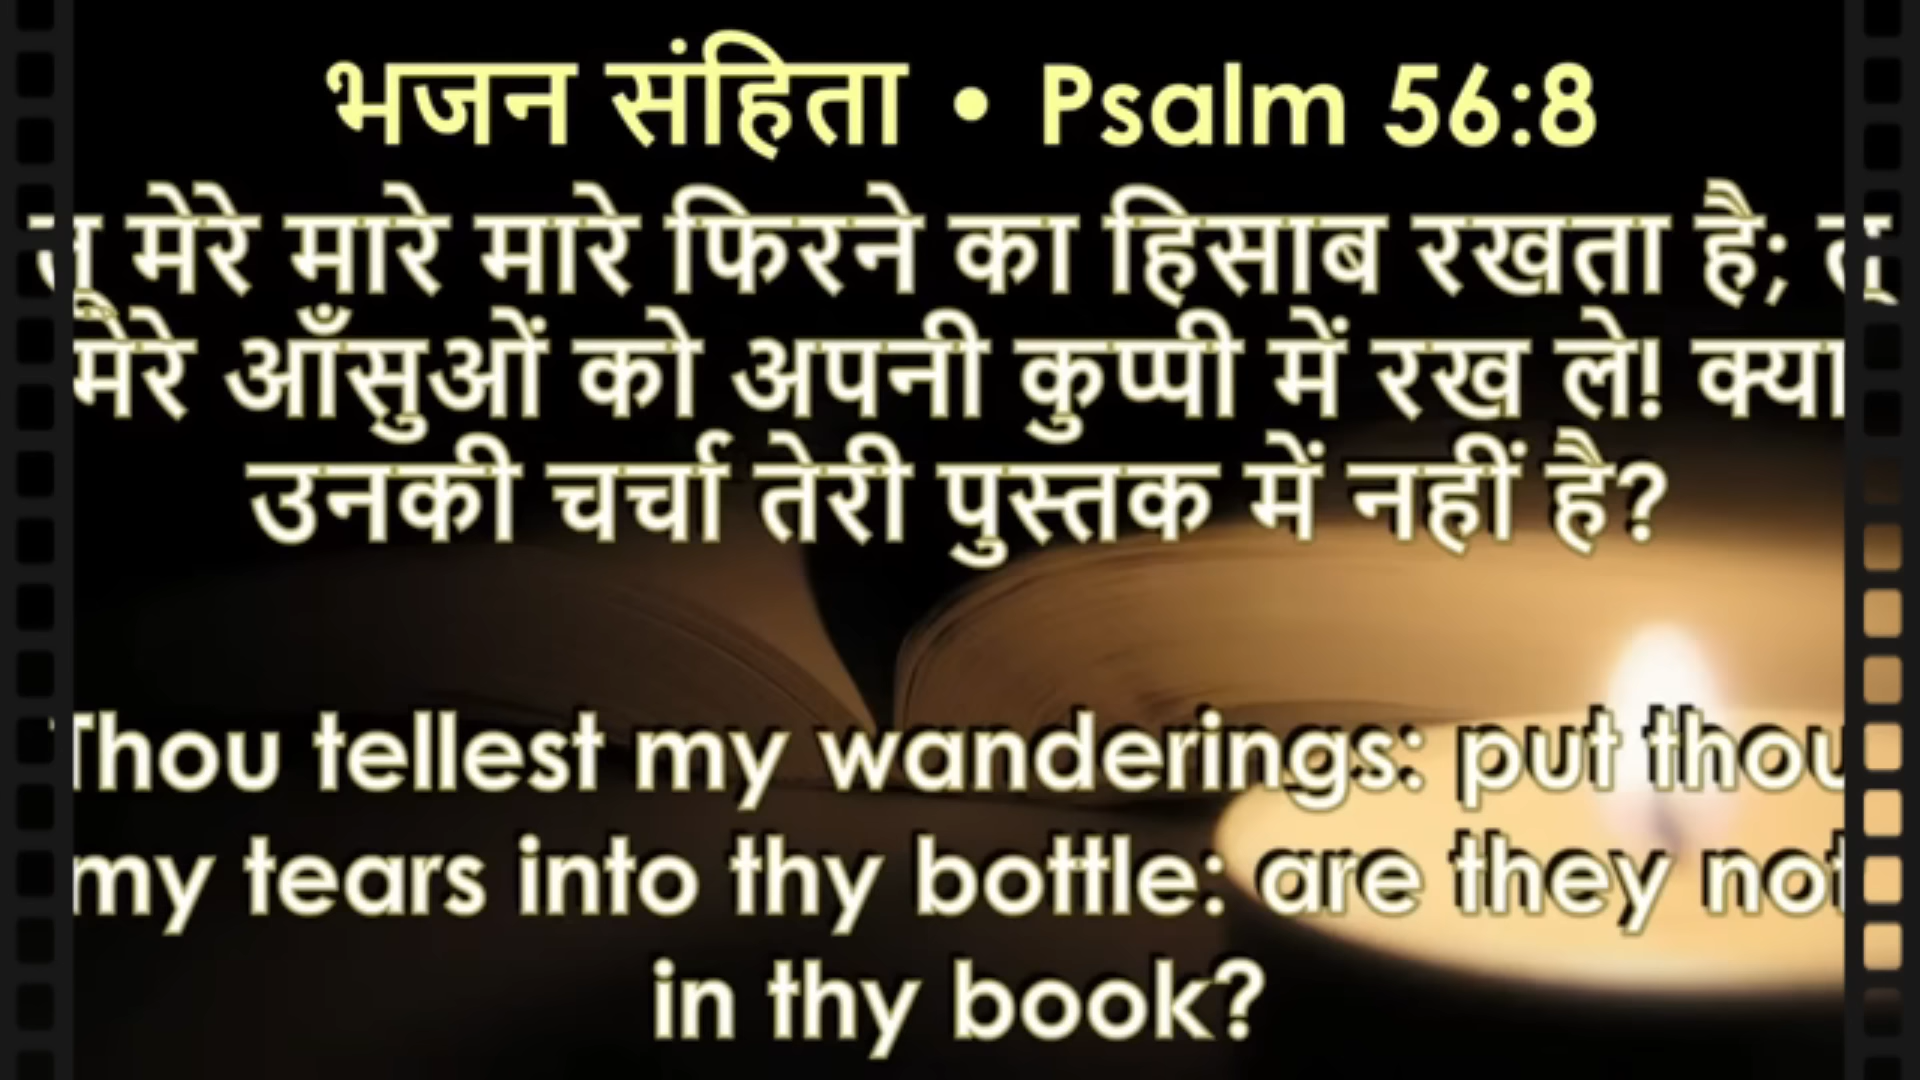 भजन संहिता • Psalm 56:8
तू मेरे मारे मारे फिरने का हिसाब रखता है; तू
मेरे आँसुओं को अपनी कुप्पी में रख ले! क्या
उनकी चर्चा तेरी पुस्तक में नहीं है?
Thou tellest my wanderings: put thou
my tears into thy bottle: are they not
in thy book?